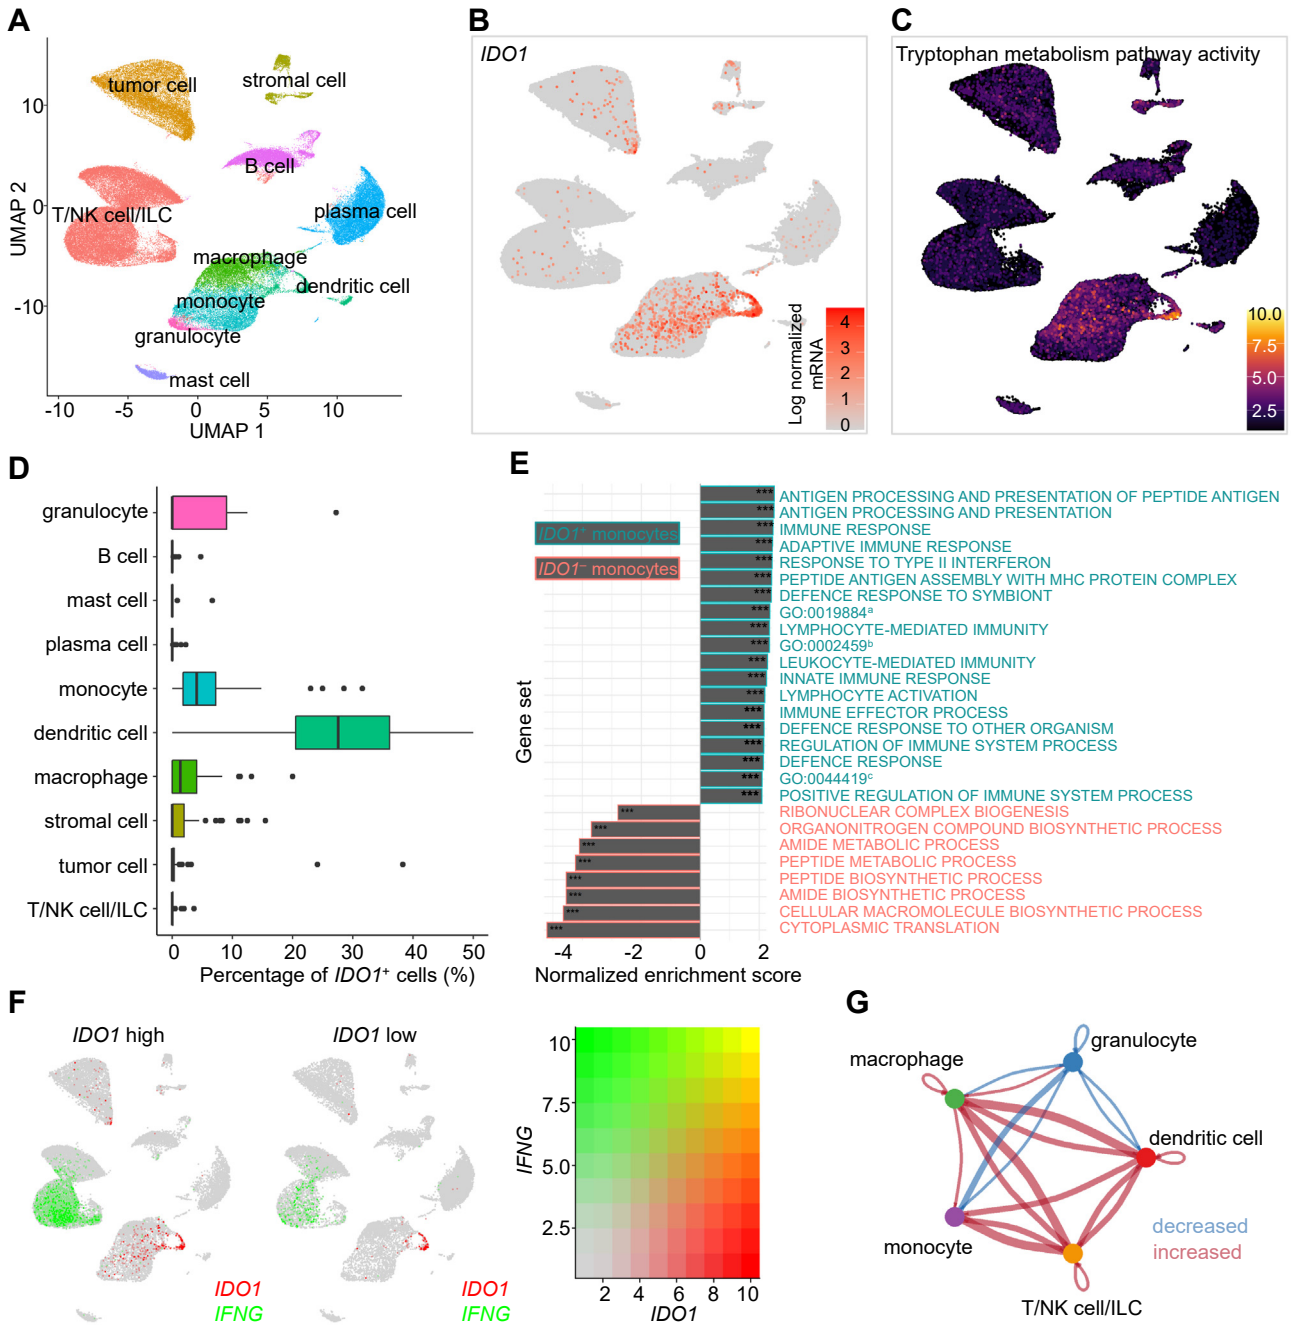 A
tumor cell
stromal cell
B cell
T/NK cell/ILC
plasma cell
macrophage
dendritic cell
monocyte
granulocyte
mast cell
10
0
-10
UMAP 2
-10
-5
0
5
10
UMAP 1
B
IDO1
Log normalized
mRNA
4
3
2
1
0
C
Tryptophan metabolism pathway activity
10.0
7.5
5.0
2.5
D
granulocyte
B cell
mast cell
plasma cell
monocyte
dendritic cell
macrophage
stromal cell
tumor cell
T/NK cell/ILC
0
10
20
30
40
50
Percentage of IDO1⁺ cells (%)
E
IDO1⁺ monocytes
IDO1⁻ monocytes
Gene set
*** ANTIGEN PROCESSING AND PRESENTATION OF PEPTIDE ANTIGEN
*** ANTIGEN PROCESSING AND PRESENTATION
*** IMMUNE RESPONSE
*** ADAPTIVE IMMUNE RESPONSE
*** RESPONSE TO TYPE II INTERFERON
*** PEPTIDE ANTIGEN ASSEMBLY WITH MHC PROTEIN COMPLEX
*** DEFENCE RESPONSE TO SYMBIONT
*** GO:0019884ᵃ
*** LYMPHOCYTE-MEDIATED IMMUNITY
*** GO:0002459ᵇ
*** LEUKOCYTE-MEDIATED IMMUNITY
*** INNATE IMMUNE RESPONSE
*** LYMPHOCYTE ACTIVATION
*** IMMUNE EFFECTOR PROCESS
*** DEFENCE RESPONSE TO OTHER ORGANISM
*** REGULATION OF IMMUNE SYSTEM PROCESS
*** DEFENCE RESPONSE
*** GO:0044419ᶜ
*** POSITIVE REGULATION OF IMMUNE SYSTEM PROCESS
*** RIBONUCLEAR COMPLEX BIOGENESIS
*** ORGANONITROGEN COMPOUND BIOSYNTHETIC PROCESS
*** AMIDE METABOLIC PROCESS
*** PEPTIDE METABOLIC PROCESS
*** PEPTIDE BIOSYNTHETIC PROCESS
*** AMIDE BIOSYNTHETIC PROCESS
*** CELLULAR MACROMOLECULE BIOSYNTHETIC PROCESS
*** CYTOPLASMIC TRANSLATION
-4
-2
0
2
Normalized enrichment score
F
IDO1 high
IDO1
IFNG
IDO1 low
IDO1
IFNG
IFNG
10
7.5
5.0
2.5
2
4
6
8
10
IDO1
G
granulocyte
macrophage
dendritic cell
monocyte
T/NK cell/ILC
decreased
increased